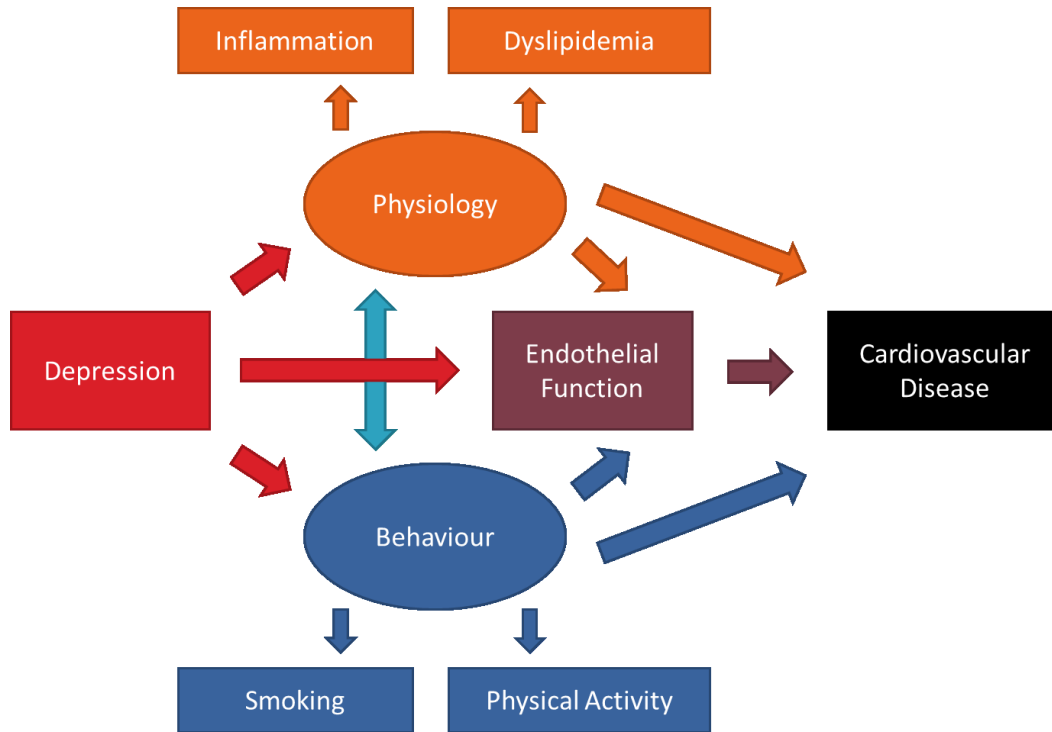 Inflammation
Dyslipidemia
Physiology
Depression
Endothelial
Function
Cardiovascular
Disease
Behaviour
Smoking
Physical Activity